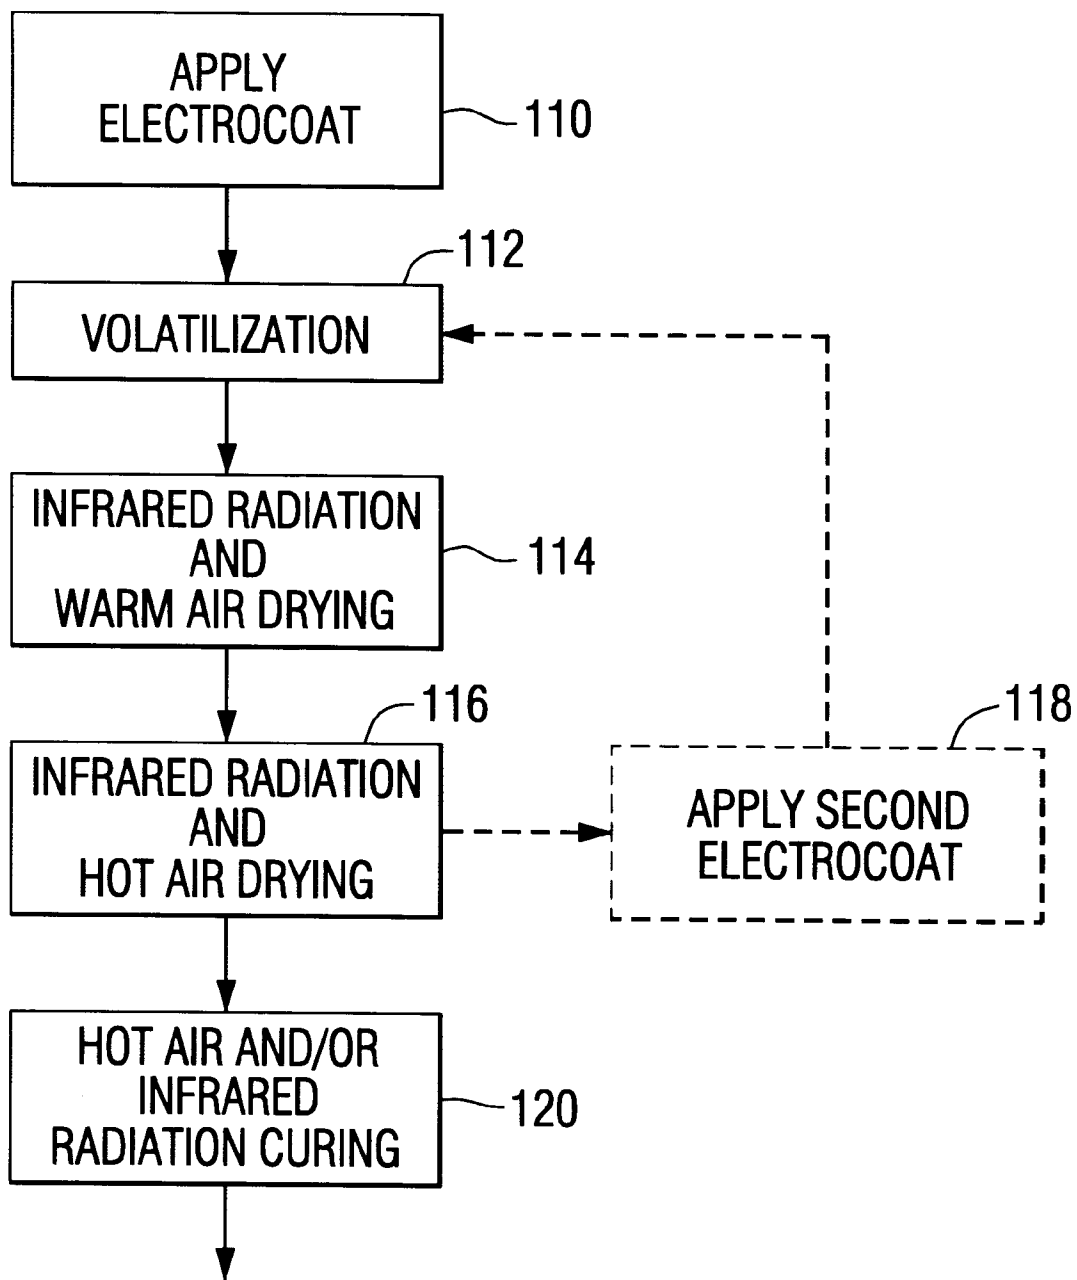 APPLY
ELECTROCOAT
110
112
VOLATILIZATION
INFRARED RADIATION
AND
WARM AIR DRYING
114
116
INFRARED RADIATION
AND
HOT AIR DRYING
118
APPLY SECOND
ELECTROCOAT
HOT AIR AND/OR
INFRARED
RADIATION CURING
120